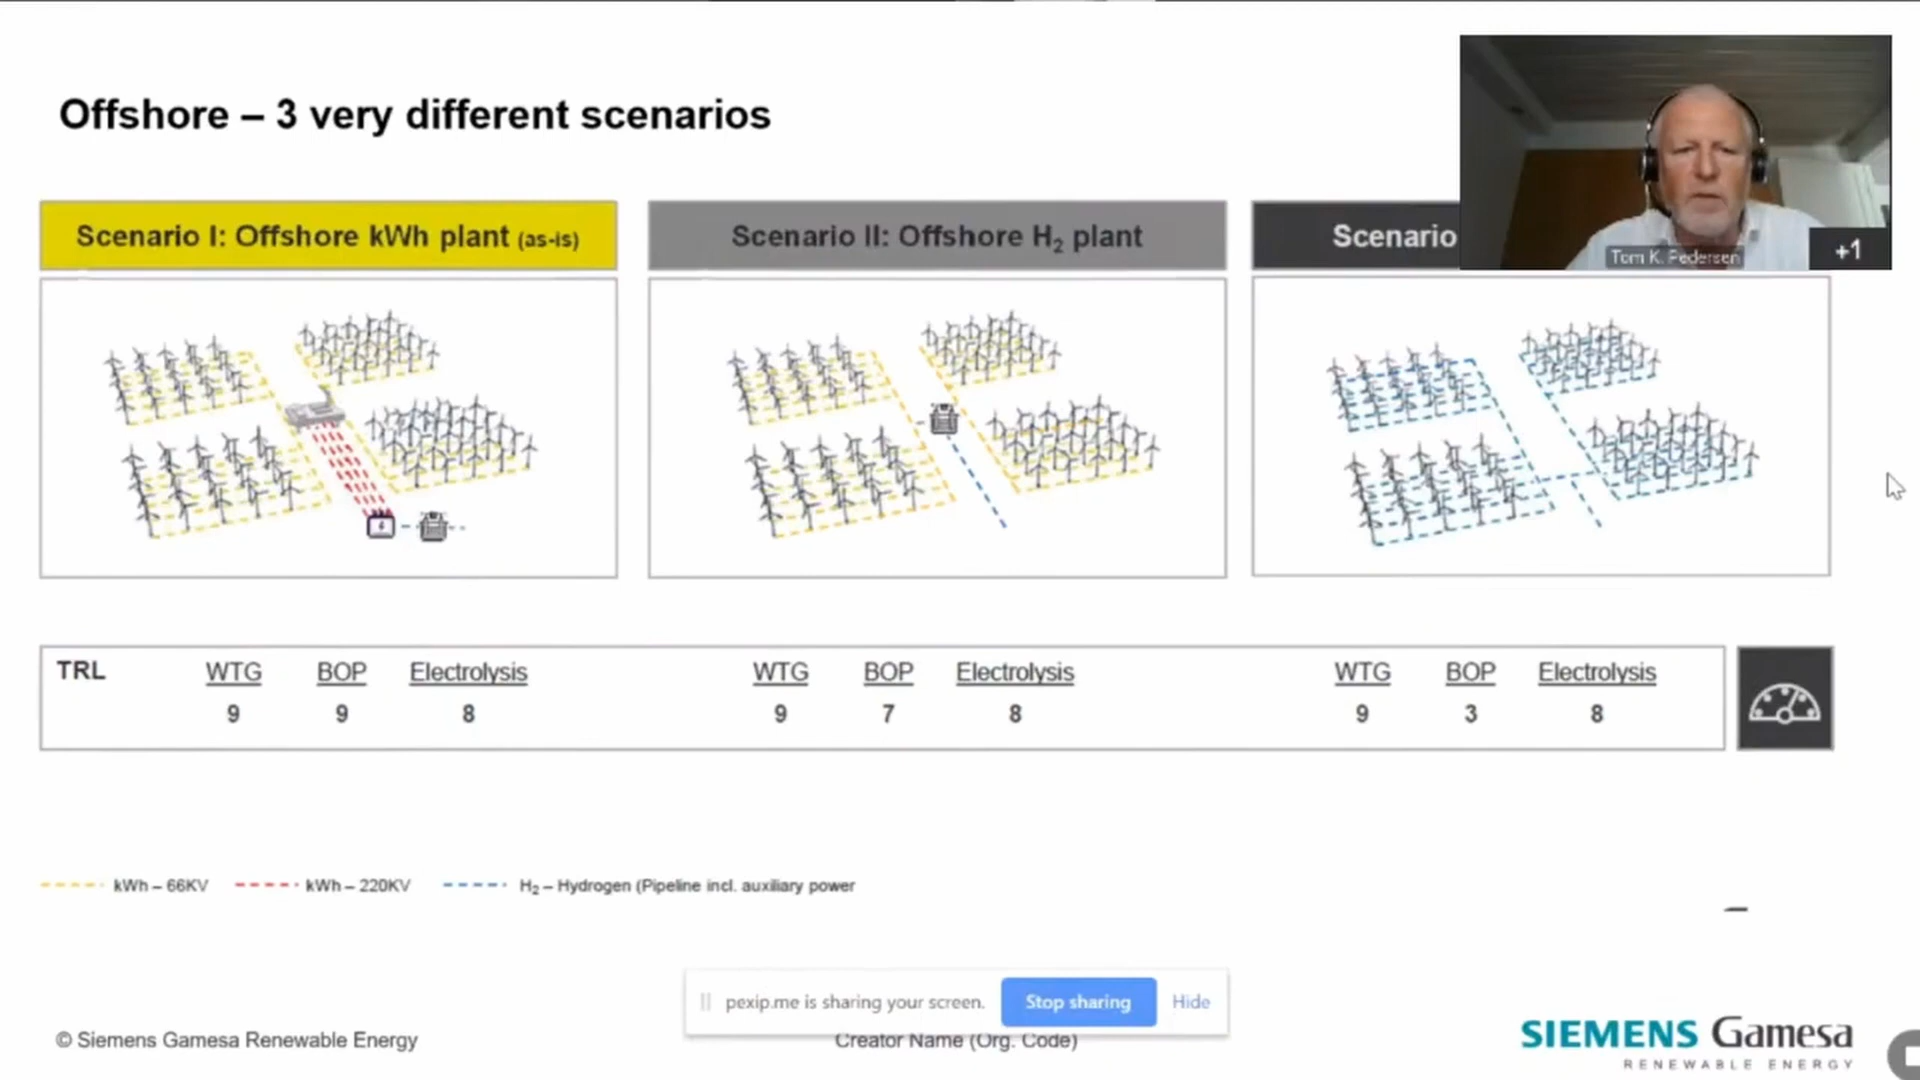 Offshore – 3 very different scenarios
Scenario I: Offshore kWh plant (as-is)
Scenario II: Offshore H₂ plant
Scenario
Tom K. Pedersen
+1
TRL
WTG BOP Electrolysis
9 9 8
WTG BOP Electrolysis
9 7 8
WTG BOP Electrolysis
9 3 8
kWh – 66KV
kWh – 220KV
H₂ – Hydrogen (Pipeline incl. auxiliary power
pexip.me is sharing your screen.
Stop sharing
Hide
© Siemens Gamesa Renewable Energy
Creator Name (Org. Code)
SIEMENS Gamesa
RENEWABLE ENERGY